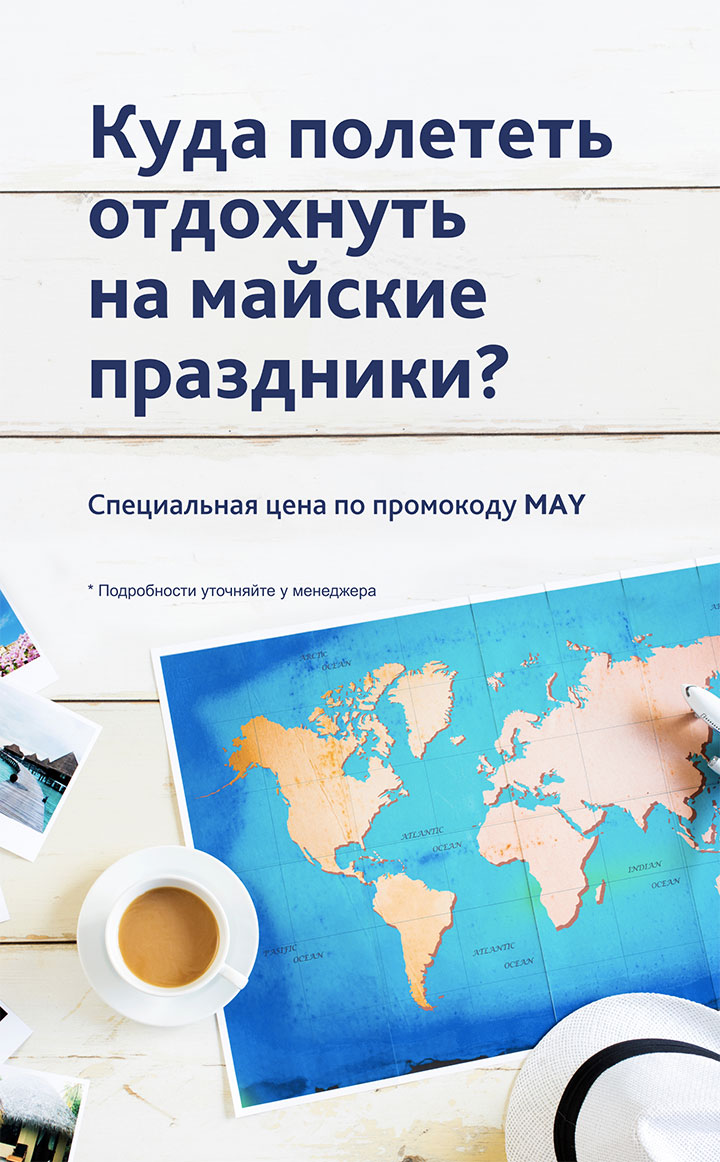 Куда полететь
отдохнуть
на майские
праздники?
Специальная цена по промокоду MAY
* Подробности уточняйте у менеджера
ARCTIC
OCEAN
ATLANTIC
OCEAN
INDIAN
OCEAN
PASIFIC
OCEAN
ATLANTIC
OCEAN